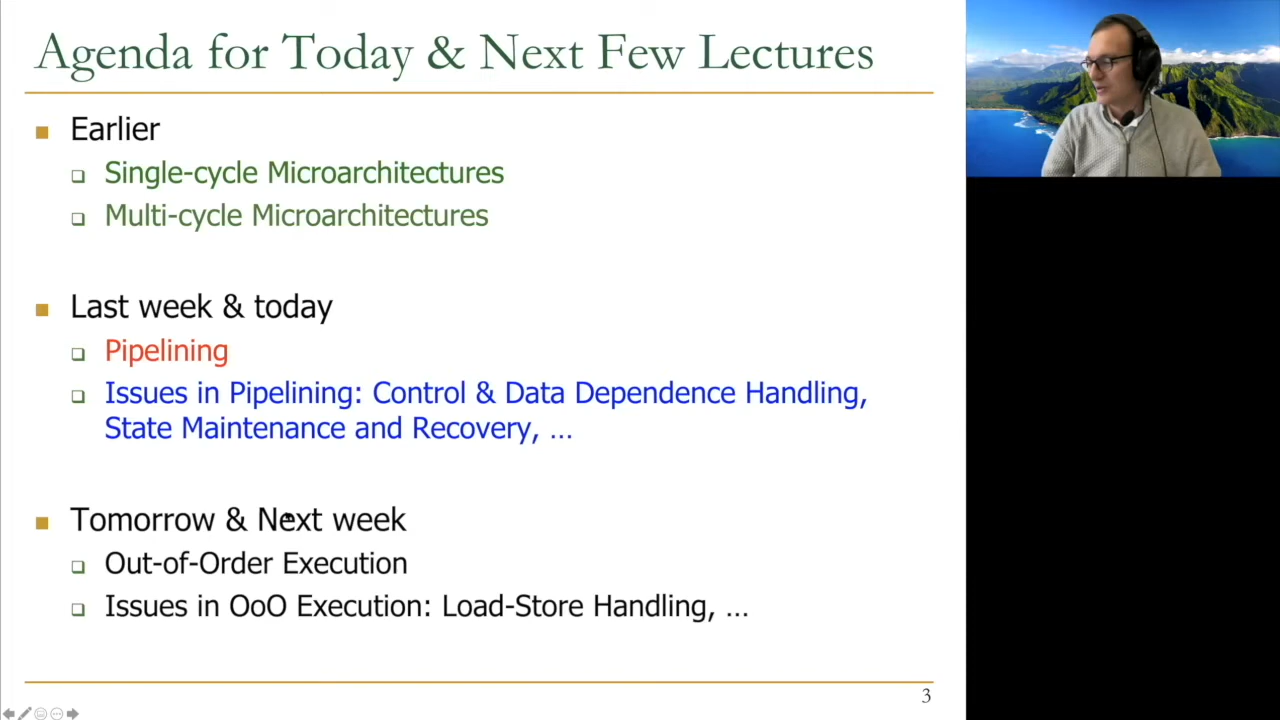 Agenda for Today & Next Few Lectures
Earlier
Single-cycle Microarchitectures
Multi-cycle Microarchitectures
Last week & today
Pipelining
Issues in Pipelining: Control & Data Dependence Handling,
State Maintenance and Recovery, …
Tomorrow & Next week
Out-of-Order Execution
Issues in OoO Execution: Load-Store Handling, …
3